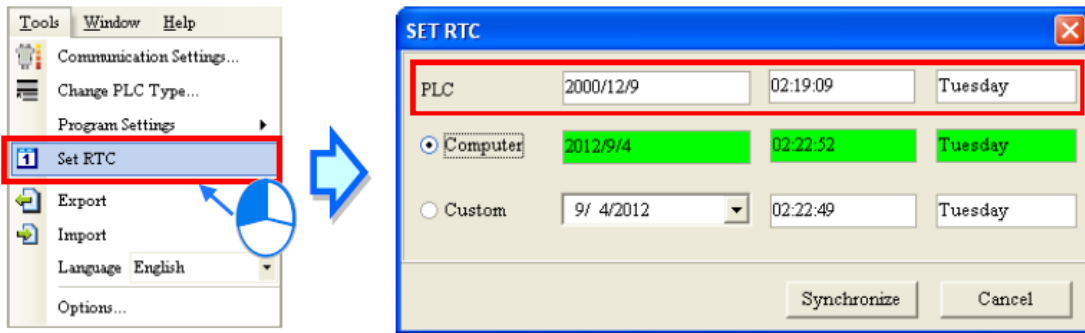 Tools Window Help
Communication Settings...
Change PLC Type...
Program Settings
1 Set RTC
Export
Import
Language English
Options...
SET RTC
PLC 2000/12/9 02:19:09 Tuesday
Computer 2012/9/4 02:22:52 Tuesday
Custom 9/ 4/2012 02:22:49 Tuesday
Synchronize Cancel